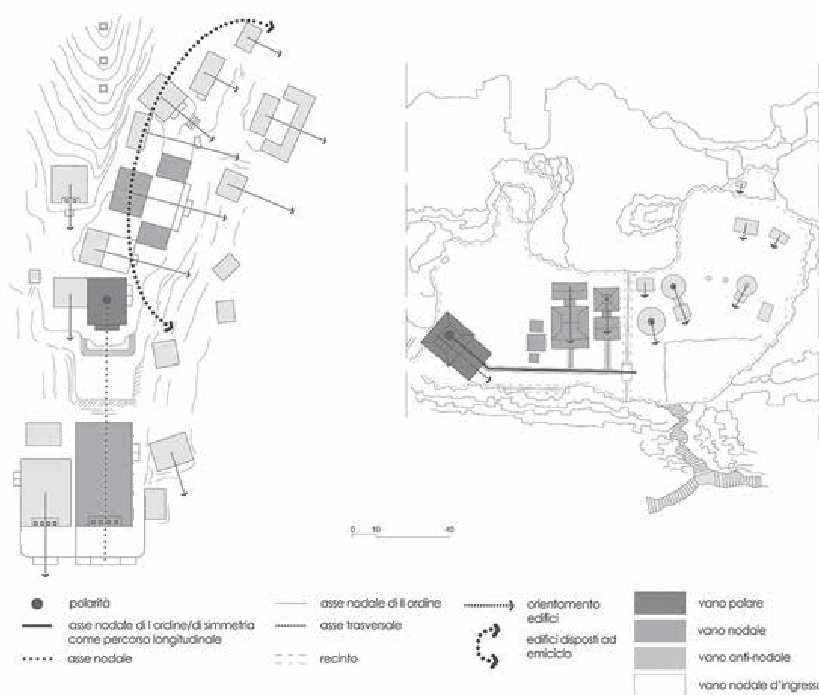 0 10 40
polarità
asse nodale di I ordine/di simmetria
come percorso longitudinale
asse nodale
asse nodale di II ordine
asse trasversale
recinto
orientamento
edifici
edifici disposti ad
emiciclo
vano polare
vano nodale
vano anti-nodale
vano nodale d'ingresso